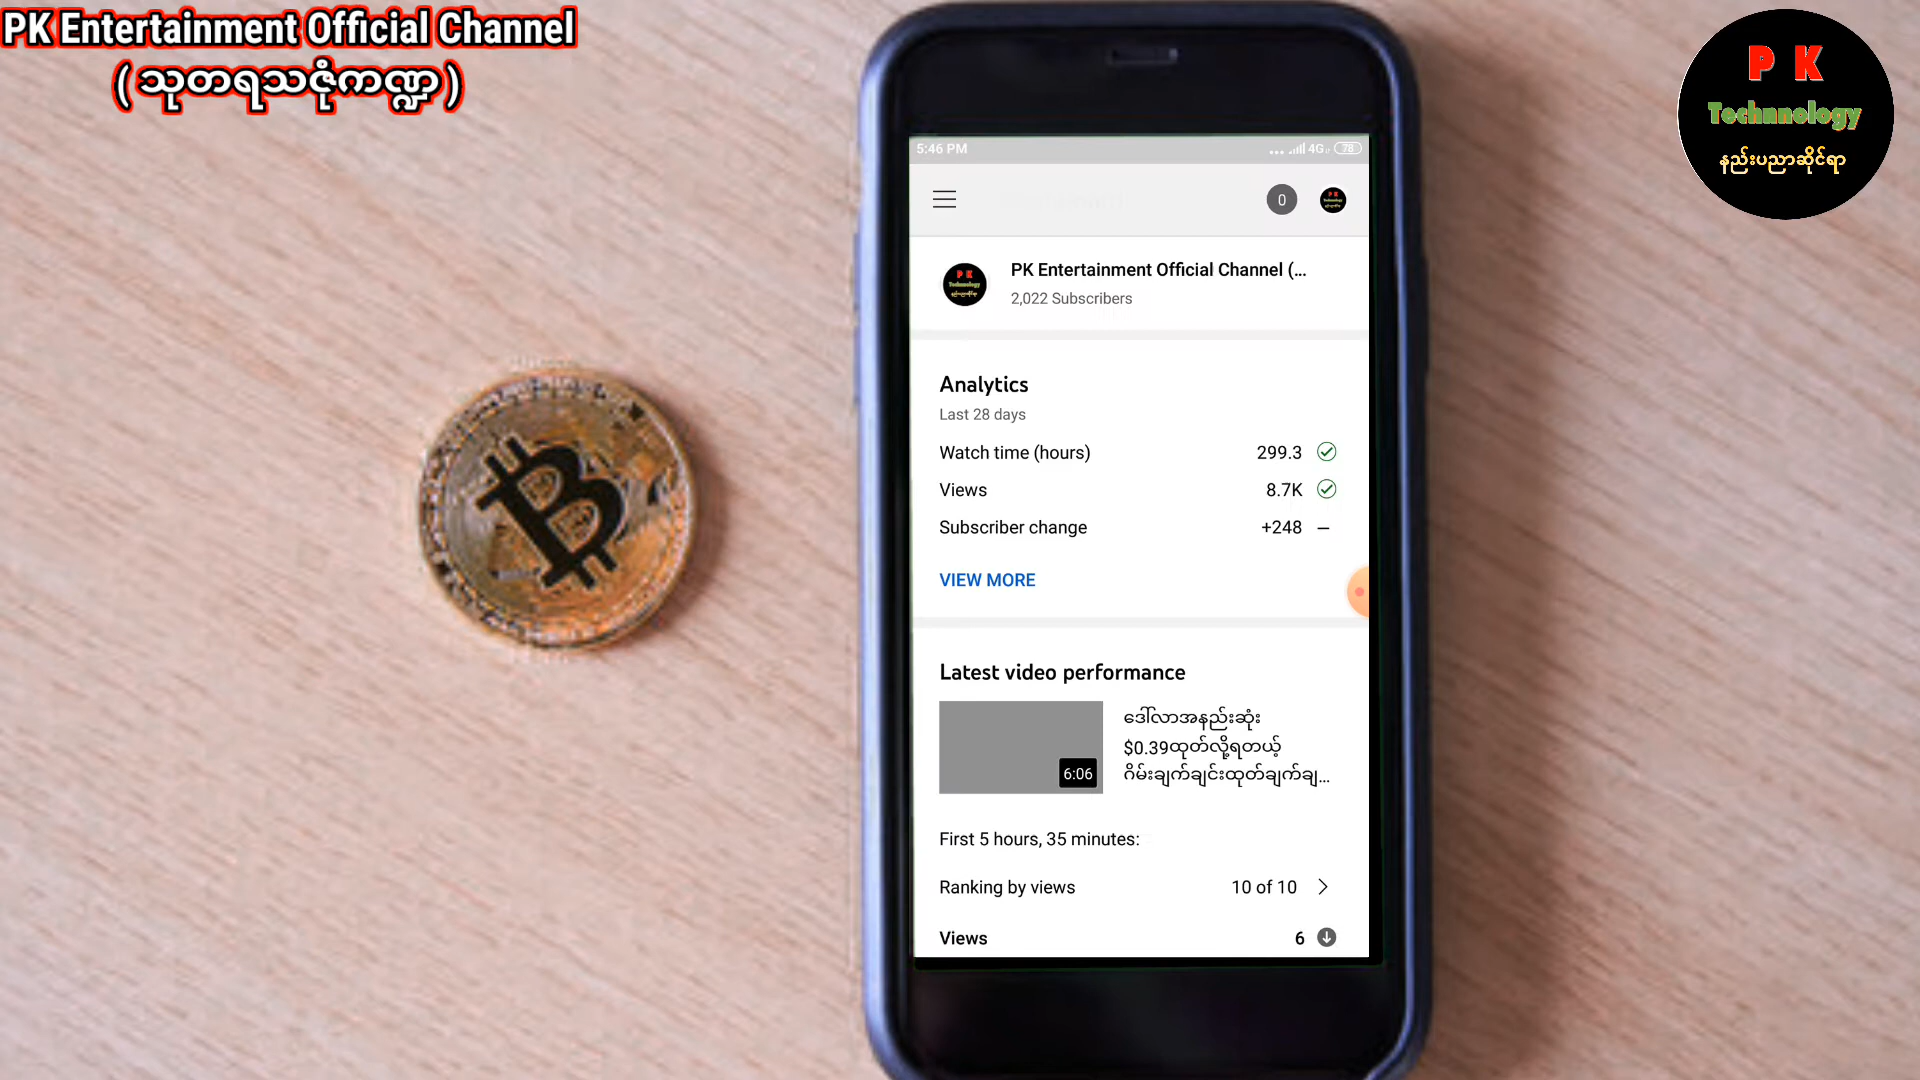 PK Entertainment Official Channel
( သုတရသဇုံကဏ္ဍ )
P K
Technnology
နည်းပညာဆိုင်ရာ
5:46 PM
4G
78
0
PK Entertainment Official Channel (...
2,022 Subscribers
Analytics
Last 28 days
Watch time (hours) 299.3
Views 8.7K
Subscriber change +248 –
VIEW MORE
Latest video performance
ဒေါ်လာအနည်းဆုံး
$0.39ထုတ်လို့ရတယ့်
ဂိမ်းချက်ချင်းထုတ်ချက်ချ...
6:06
First 5 hours, 35 minutes:
Ranking by views 10 of 10
Views 6